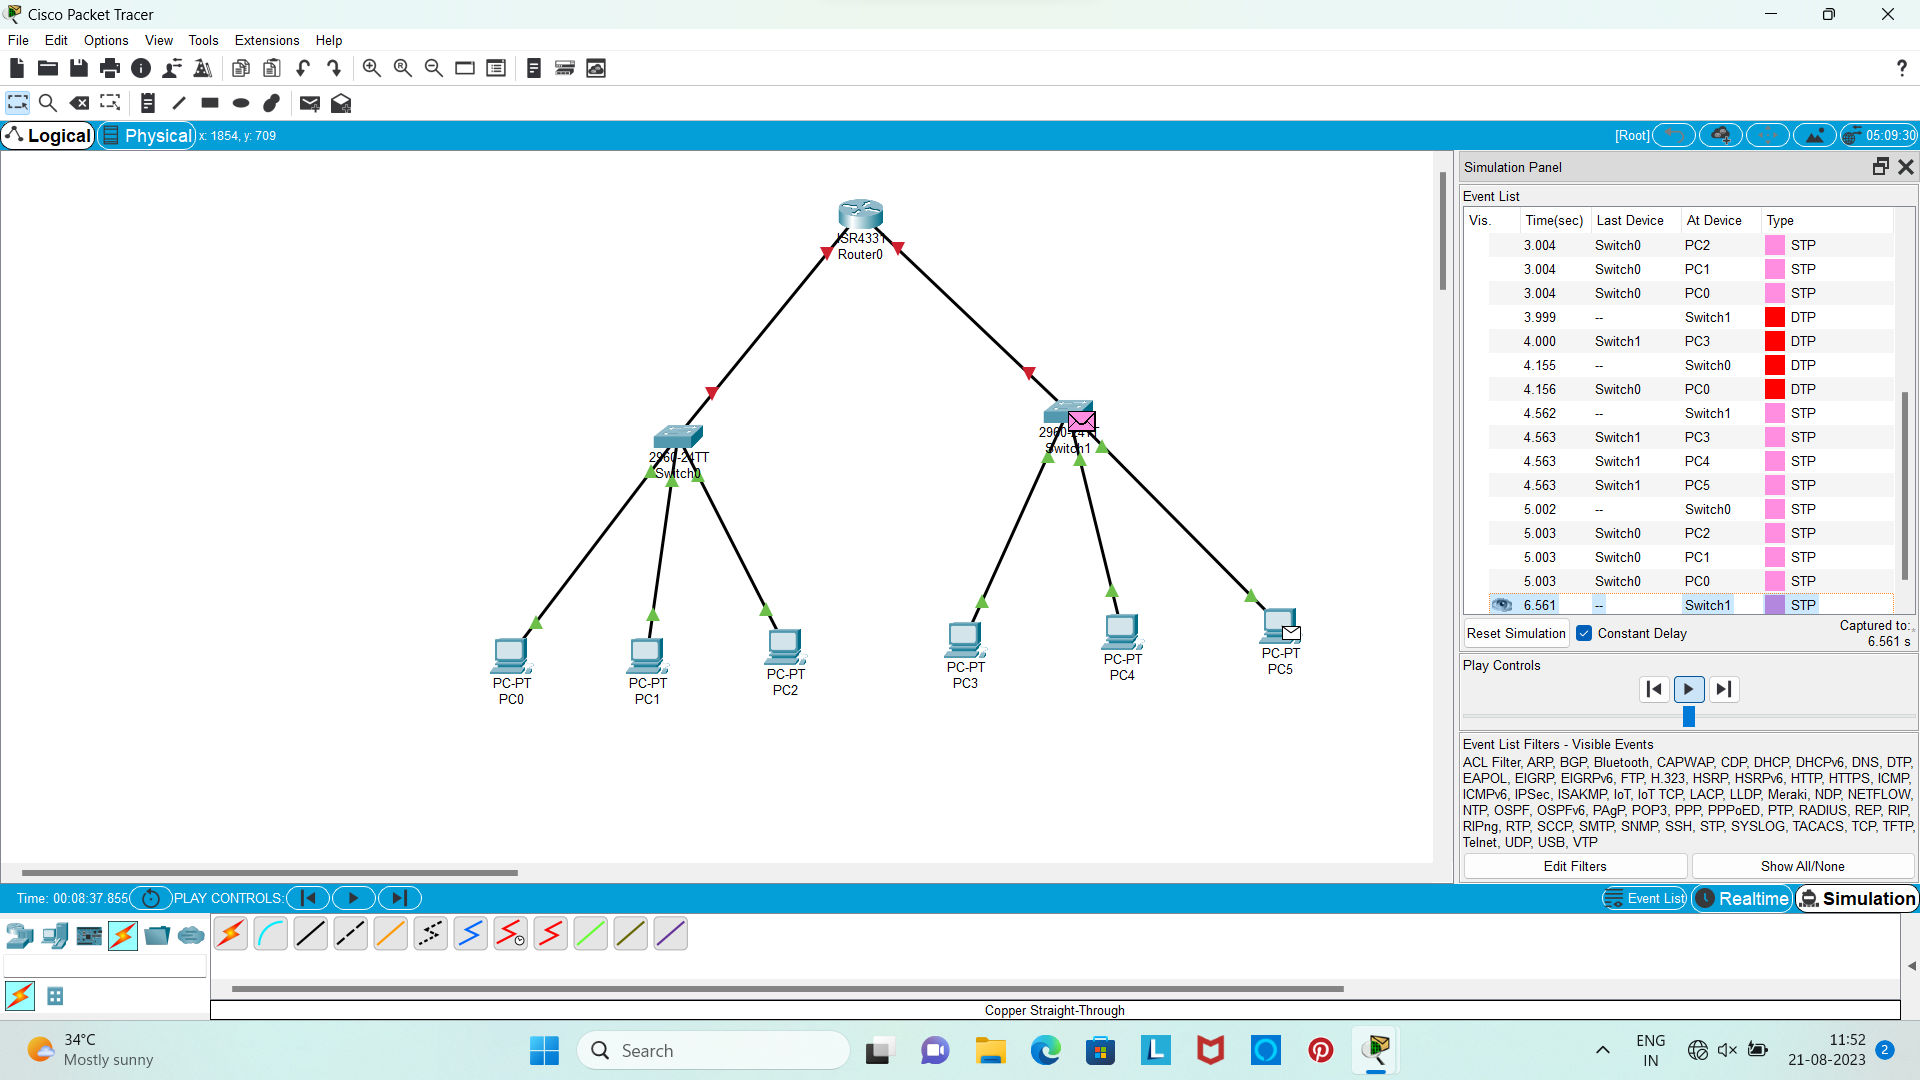 Cisco Packet Tracer
File Edit Options View Tools Extensions Help
Logical Physical x: 1854, y: 709 [Root] 05:09:30
Simulation Panel
Event List
Vis. Time(sec) Last Device At Device Type
3.004 Switch0 PC2 STP
3.004 Switch0 PC1 STP
3.004 Switch0 PC0 STP
3.999 -- Switch1 DTP
4.000 Switch1 PC3 DTP
4.155 -- Switch0 DTP
4.156 Switch0 PC0 DTP
4.562 -- Switch1 STP
4.563 Switch1 PC3 STP
4.563 Switch1 PC4 STP
4.563 Switch1 PC5 STP
5.002 -- Switch0 STP
5.003 Switch0 PC2 STP
5.003 Switch0 PC1 STP
5.003 Switch0 PC0 STP
6.561 -- Switch1 STP
Reset Simulation Constant Delay Captured to:
6.561 s
Play Controls
Event List Filters - Visible Events
ACL Filter, ARP, BGP, Bluetooth, CAPWAP, CDP, DHCP, DHCPv6, DNS, DTP,
EAPOL, EIGRP, EIGRPv6, FTP, H.323, HSRP, HSRPv6, HTTP, HTTPS, ICMP,
ICMPv6, IPSec, ISAKMP, IoT, IoT TCP, LACP, LLDP, Meraki, NDP, NETFLOW,
NTP, OSPF, OSPFv6, PAgP, POP3, PPP, PPPoED, PTP, RADIUS, REP, RIP,
RIPng, RTP, SCCP, SMTP, SNMP, SSH, STP, SYSLOG, TACACS, TCP, TFTP,
Telnet, UDP, USB, VTP
Edit Filters Show All/None
ISR4331
Router0
2960-24TT
Switch0
2960-24TT
Switch1
PC-PT
PC0
PC-PT
PC1
PC-PT
PC2
PC-PT
PC3
PC-PT
PC4
PC-PT
PC5
Time: 00:08:37.855 PLAY CONTROLS: Event List Realtime Simulation
Copper Straight-Through
34°C
Mostly sunny
Search
ENG
IN
11:52
21-08-2023
2